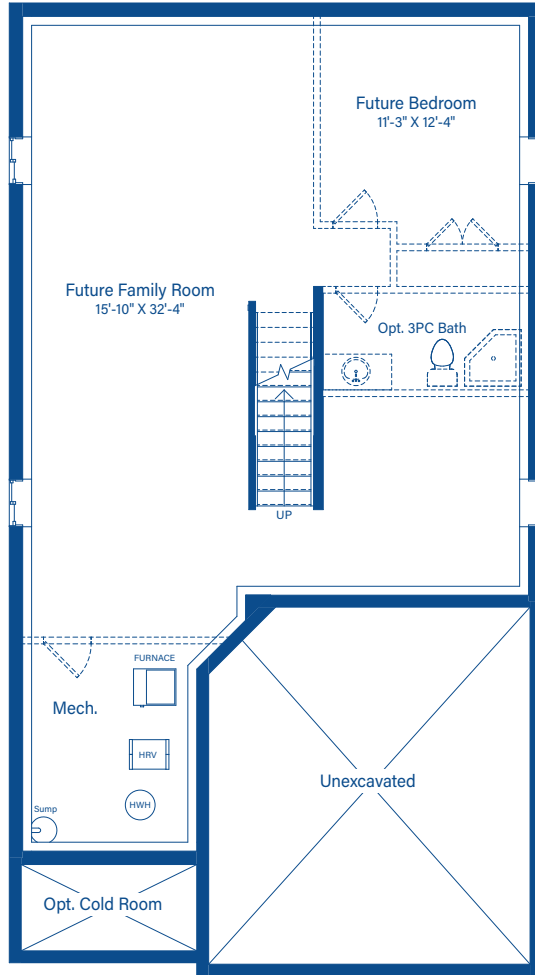 Future Bedroom
11'-3" X 12'-4"
Future Family Room
15'-10" X 32'-4"
Opt. 3PC Bath
UP
FURNACE
Mech.
HRV
HWH
Sump
Unexcavated
Opt. Cold Room